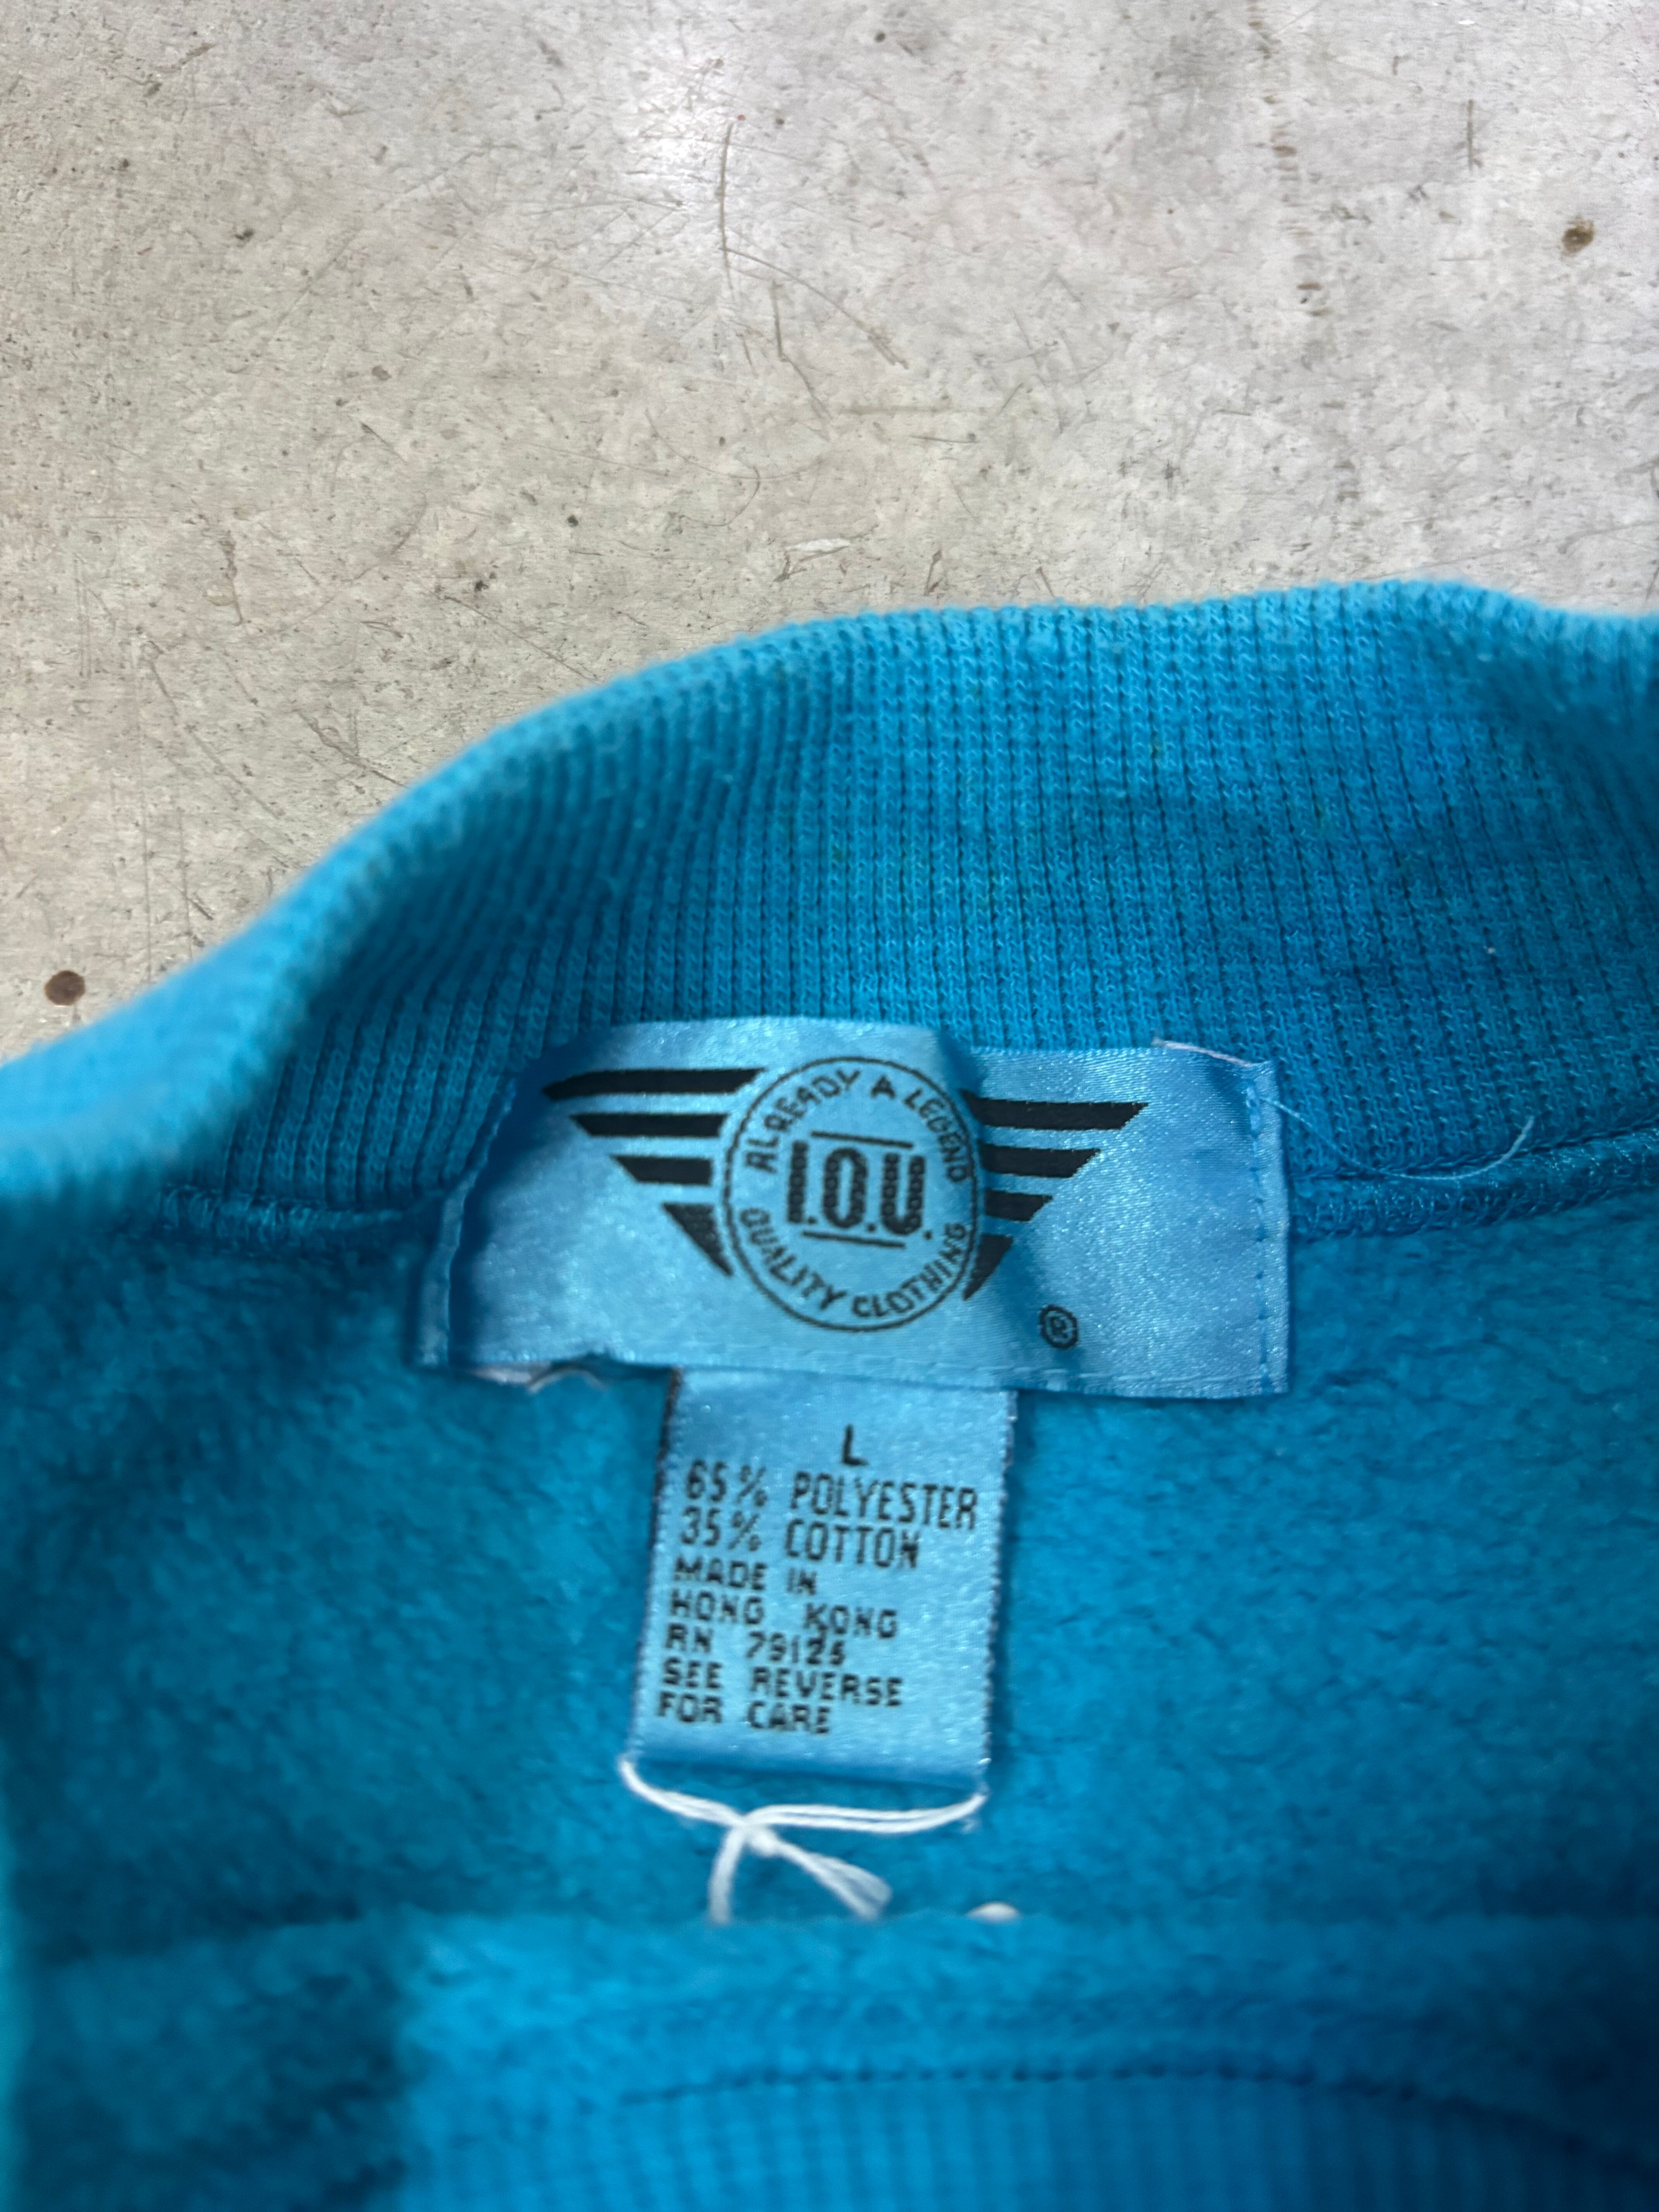 ALREADY A LEGEND
I.O.U.
QUALITY CLOTHING
®
L
65% POLYESTER
35% COTTON
MADE IN
HONG KONG
RN 79125
SEE REVERSE
FOR CARE